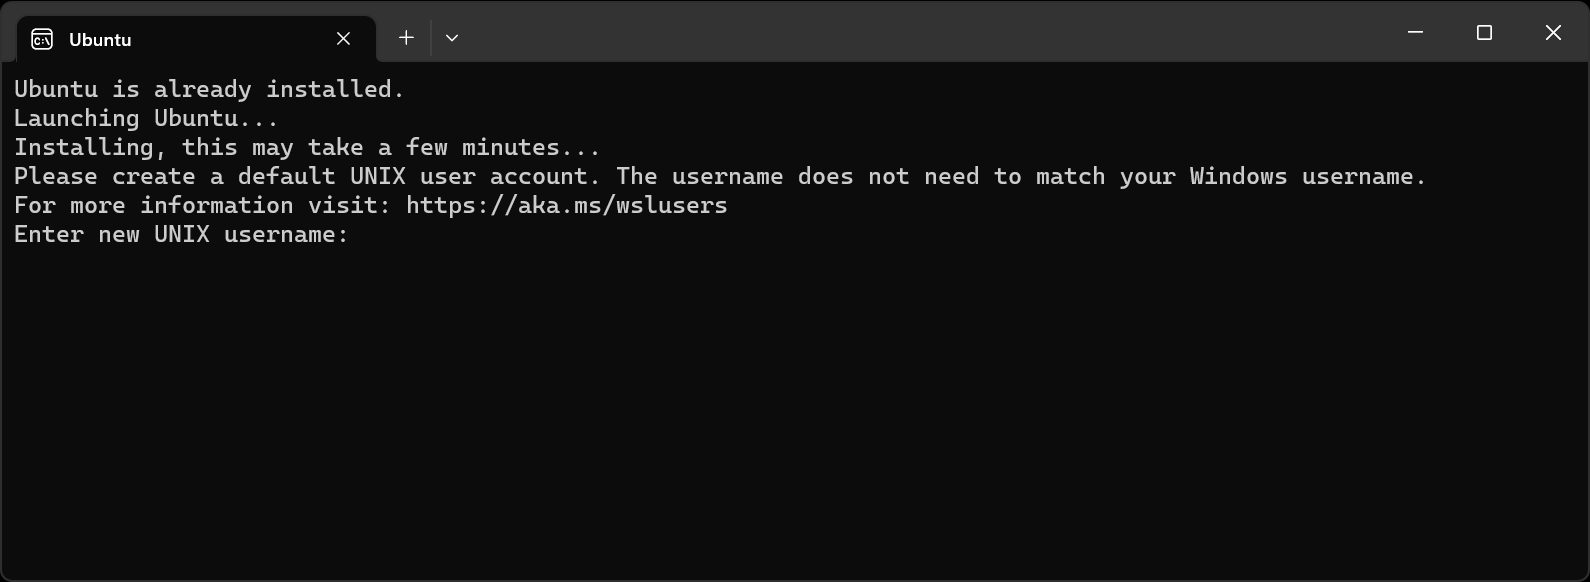 Ubuntu
Ubuntu is already installed.
Launching Ubuntu...
Installing, this may take a few minutes...
Please create a default UNIX user account. The username does not need to match your Windows username.
For more information visit: https://aka.ms/wslusers
Enter new UNIX username: